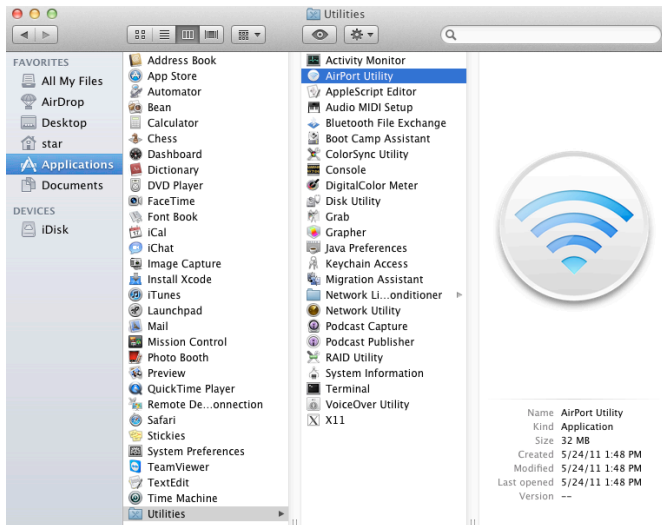 Utilities
FAVORITES
All My Files
AirDrop
Desktop
star
Applications
Documents
DEVICES
iDisk
Address Book
App Store
Automator
Bean
Calculator
Chess
Dashboard
Dictionary
DVD Player
FaceTime
Font Book
iCal
iChat
Image Capture
Install Xcode
iTunes
Launchpad
Mail
Mission Control
Photo Booth
Preview
QuickTime Player
Remote De...onnection
Safari
Stickies
System Preferences
TeamViewer
TextEdit
Time Machine
Utilities
Activity Monitor
AirPort Utility
AppleScript Editor
Audio MIDI Setup
Bluetooth File Exchange
Boot Camp Assistant
ColorSync Utility
Console
DigitalColor Meter
Disk Utility
Grab
Grapher
Java Preferences
Keychain Access
Migration Assistant
Network Li...onditioner
Network Utility
Podcast Capture
Podcast Publisher
RAID Utility
System Information
Terminal
VoiceOver Utility
X11
Name AirPort Utility
Kind Application
Size 32 MB
Created 5/24/11 1:48 PM
Modified 5/24/11 1:48 PM
Last opened 5/24/11 1:48 PM
Version --